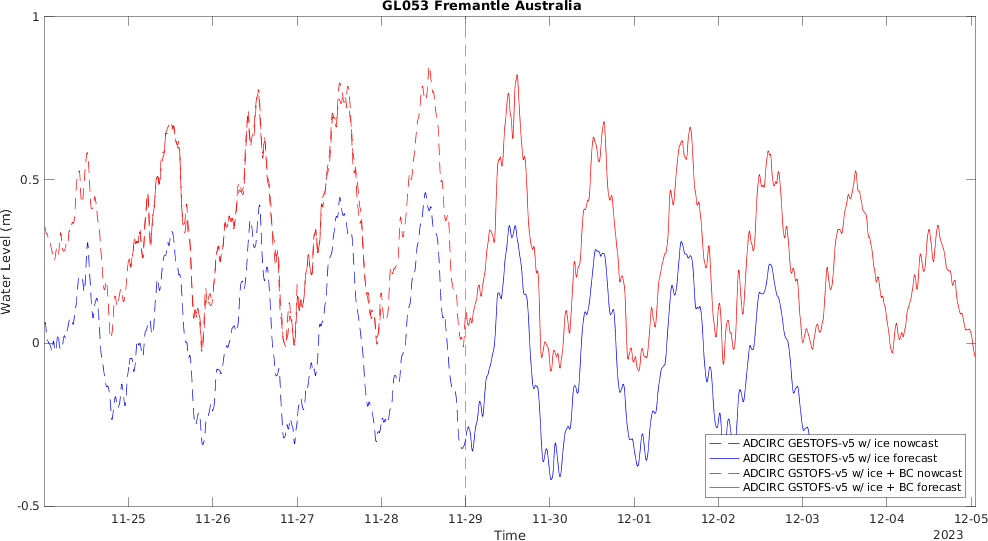 GL053 Fremantle Australia
1
0.5
0
-0.5
Water Level (m)
11-25 11-26 11-27 11-28 11-29 11-30 12-01 12-02 12-03 12-04 12-05
Time
2023
ADCIRC GESTOFS-v5 w/ ice nowcast
ADCIRC GESTOFS-v5 w/ ice forecast
ADCIRC GSTOFS-v5 w/ ice + BC nowcast
ADCIRC GSTOFS-v5 w/ ice + BC forecast